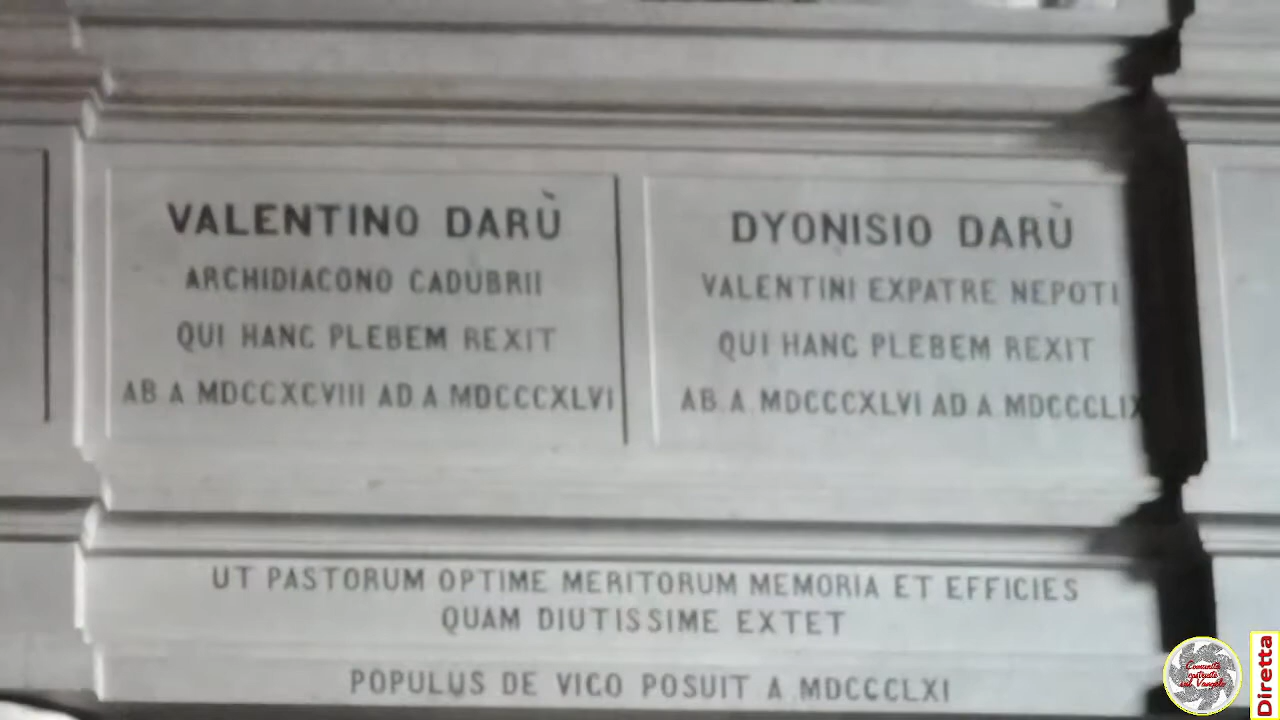 VALENTINO DARÙ
ARCHIDIACONO CADUBRII
QUI HANC PLEBEM REXIT
AB A MDCCXCVIII AD A MDCCCXLVI
DYONISIO DARÙ
VALENTINI EXPATRE NEPOTI
QUI HANC PLEBEM REXIT
AB A MDCCCXLVI AD A MDCCCLIX
UT PASTORUM OPTIME MERITORUM MEMORIA ET EFFICIES
QUAM DIUTISSIME EXTET
POPULUS DE VICO POSUIT A MDCCCLXI
Comunità
Diretta